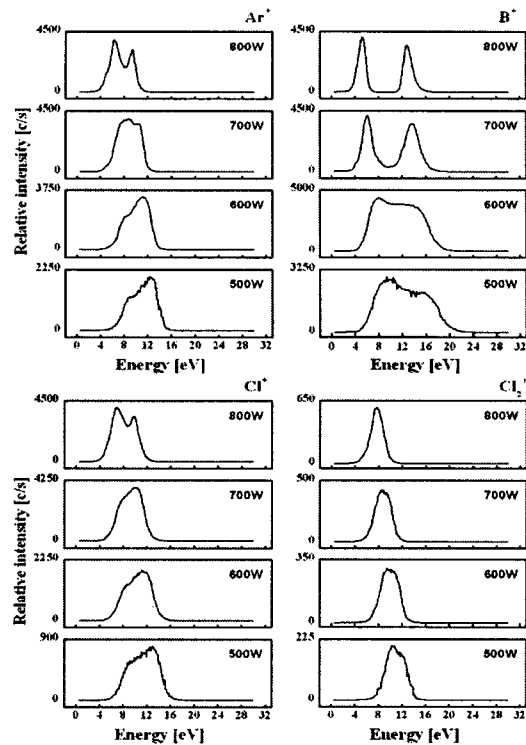 Ar⁺
B⁺
4500
800W
0
4500
800W
0
4500
700W
0
4500
700W
0
3750
600W
0
5000
600W
0
2250
500W
0
3250
500W
0
0 4 8 12 16 20 24 28 32
0 4 8 12 16 20 24 28 32
Relative intensity [c/s]
Energy [eV]
Energy [eV]
Cl⁺
Cl₂⁺
4500
800W
0
650
800W
0
4250
700W
0
500
700W
0
2250
600W
0
350
600W
0
900
500W
0
225
500W
0
0 4 8 12 16 20 24 28 32
0 4 8 12 16 20 24 28 32
Relative intensity [c/s]
Energy [eV]
Energy [eV]